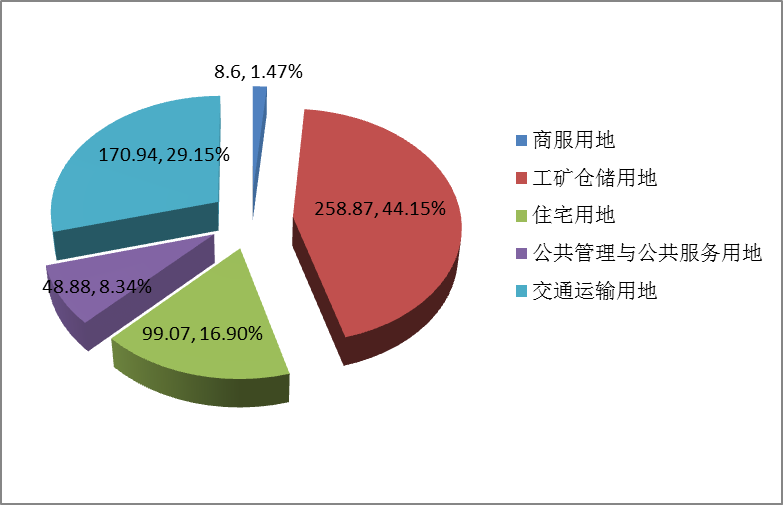 8.6, 1.47%
170.94, 29.15%
258.87, 44.15%
48.88, 8.34%
99.07, 16.90%
商服用地
工矿仓储用地
住宅用地
公共管理与公共服务用地
交通运输用地